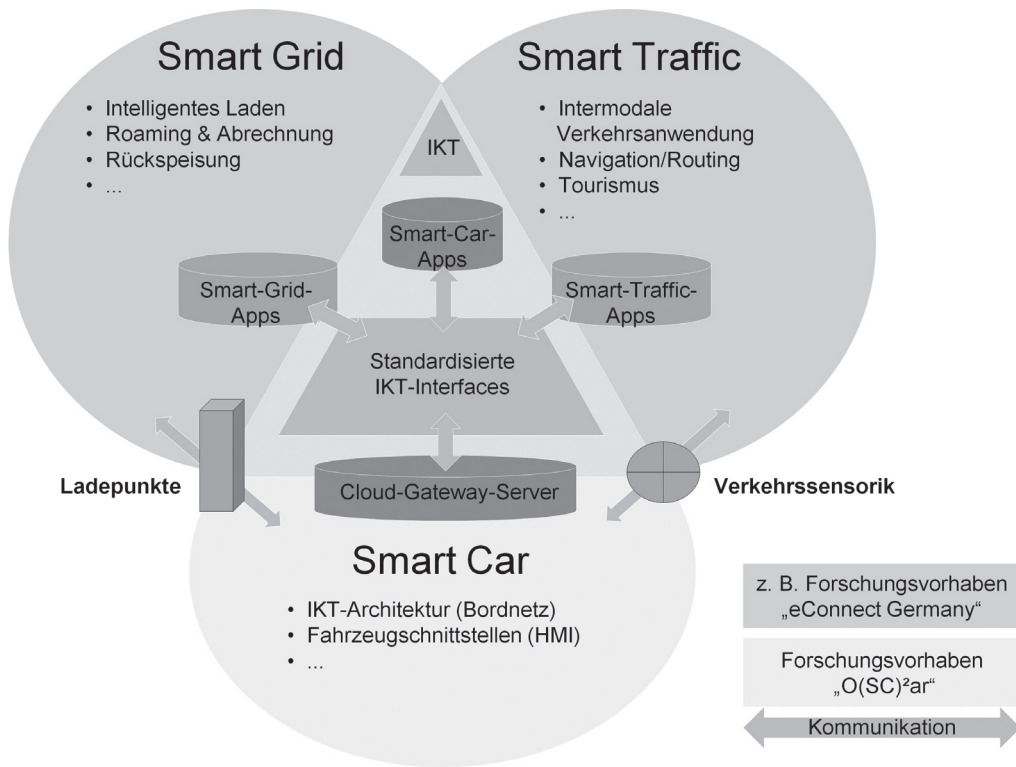 Smart Grid
• Intelligentes Laden
• Roaming & Abrechnung
• Rückspeisung
• ...
Smart Traffic
• Intermodale
Verkehrsanwendung
• Navigation/Routing
• Tourismus
• ...
IKT
Smart-Car-
Apps
Smart-Grid-
Apps
Smart-Traffic-
Apps
Standardisierte
IKT-Interfaces
Ladepunkte
Cloud-Gateway-Server
Verkehrssensorik
Smart Car
• IKT-Architektur (Bordnetz)
• Fahrzeugschnittstellen (HMI)
• ...
z. B. Forschungsvorhaben
„eConnect Germany“
Forschungsvorhaben
„O(SC)²ar“
Kommunikation